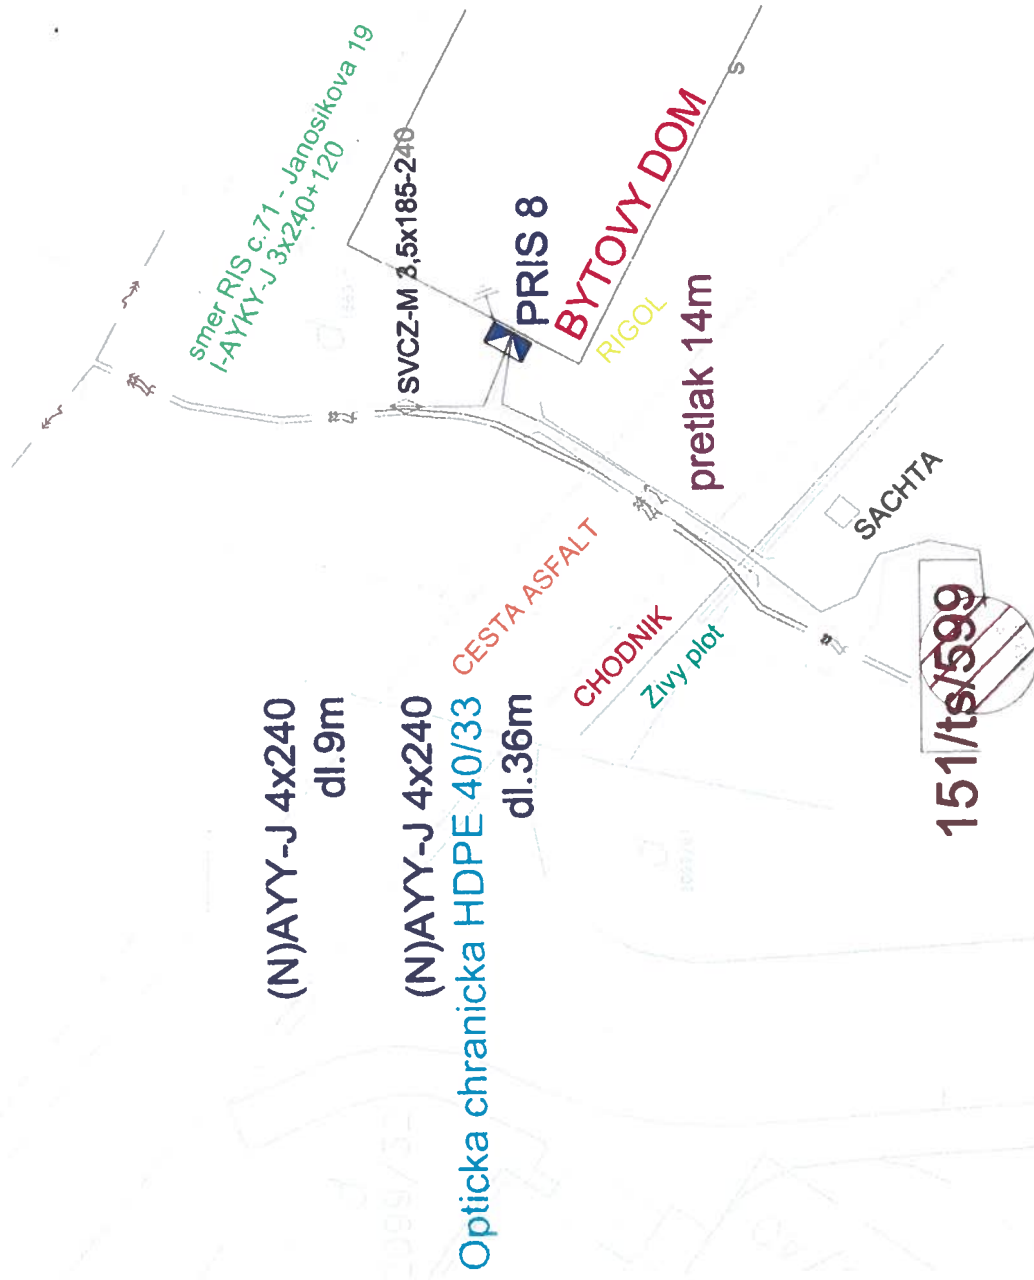 smer RIS c.71 - Janosikova 19
I-AYKY-J 3x240+120
SVCZ-M 3,5x185-240
PRIS 8
BYTOVY DOM
S
RIGOL
pretlak 14m
SACHTA
CESTA ASFALT
CHODNIK
Zivy plot
151/ts/599
(N)AYY-J 4x240
dl.9m
(N)AYY-J 4x240
Opticka chranicka HDPE 40/33
dl.36m